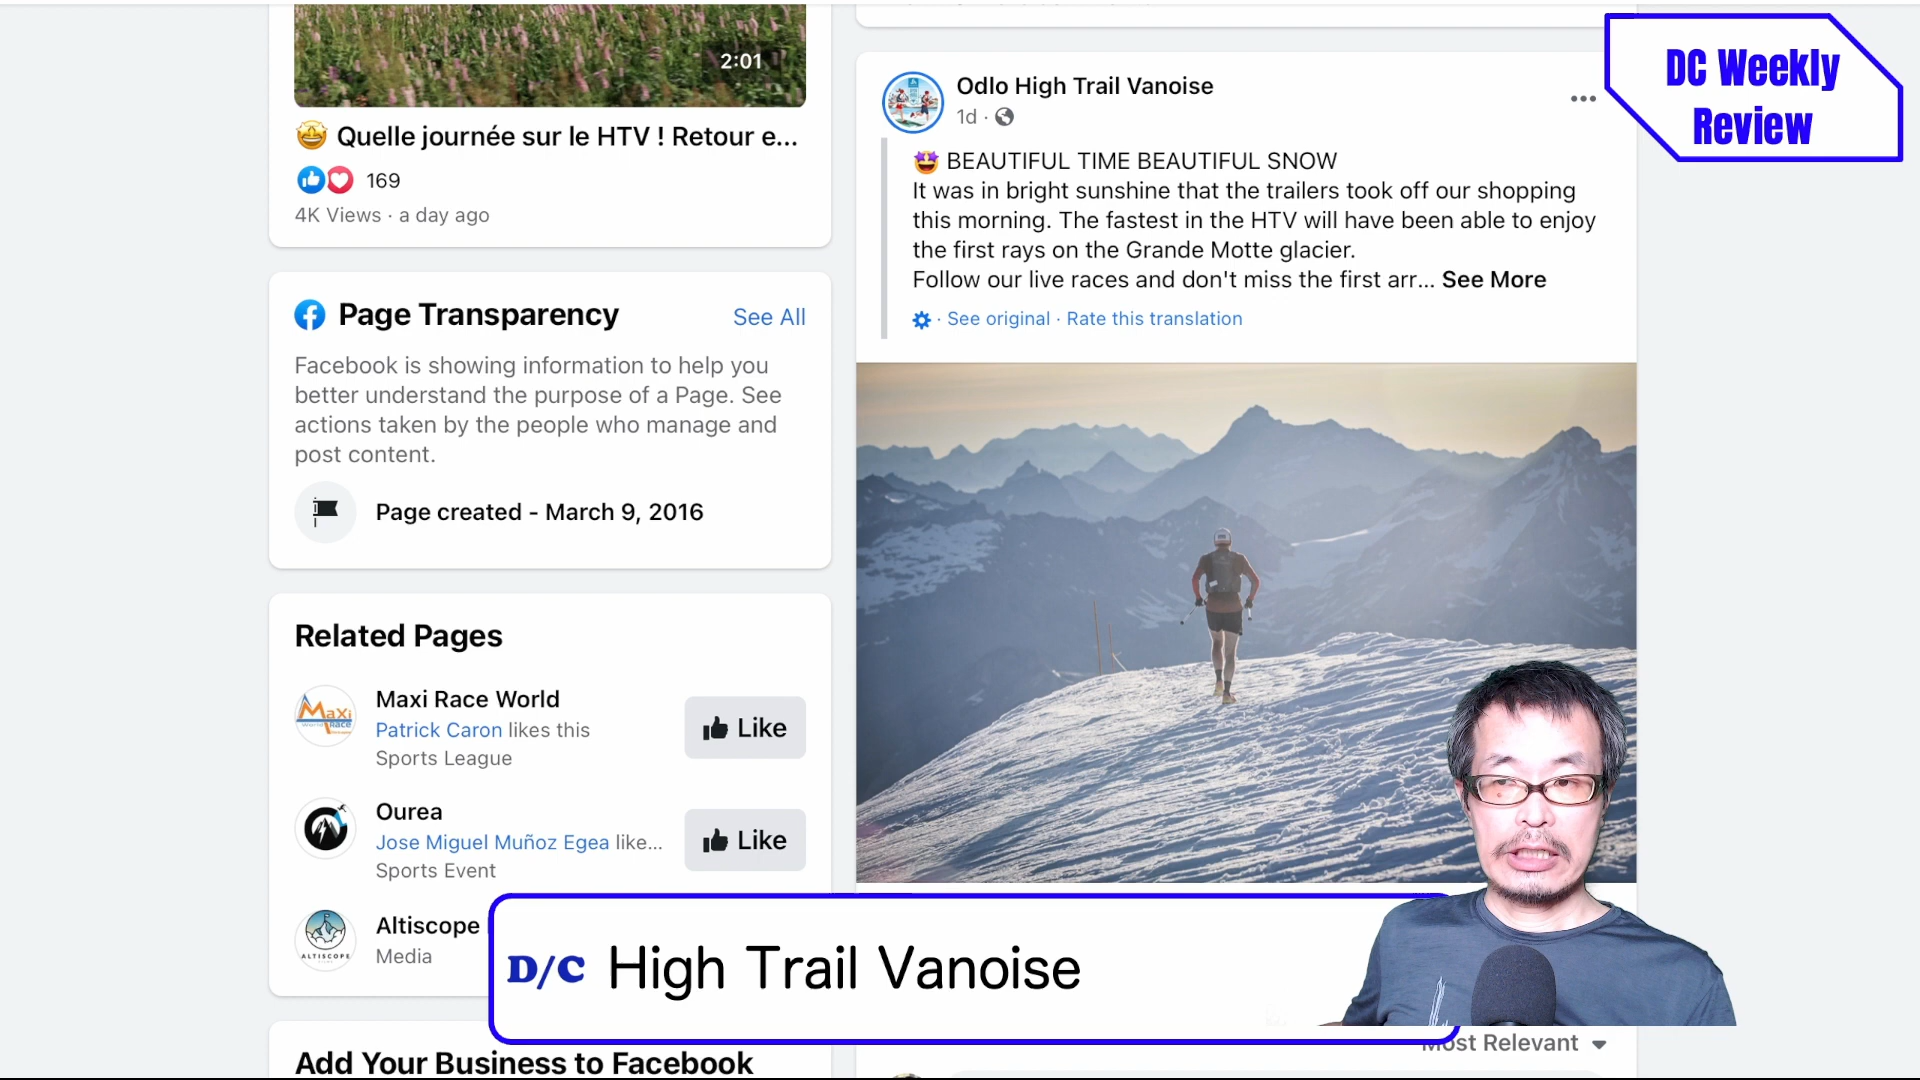 2:01
Quelle journée sur le HTV ! Retour e...
169
4K Views · a day ago
Page Transparency
See All
Facebook is showing information to help you
better understand the purpose of a Page. See
actions taken by the people who manage and
post content.
Page created - March 9, 2016
Related Pages
MaXi
Race
Maxi Race World
Patrick Caron likes this
Sports League
Like
Ourea
Jose Miguel Muñoz Egea like...
Sports Event
Like
ALTISCOPE
Altiscope
Media
Add Your Business to Facebook
Odlo High Trail Vanoise
1d ·
BEAUTIFUL TIME BEAUTIFUL SNOW
It was in bright sunshine that the trailers took off our shopping
this morning. The fastest in the HTV will have been able to enjoy
the first rays on the Grande Motte glacier.
Follow our live races and don't miss the first arr... See More
· See original · Rate this translation
DC Weekly
Review
D/C High Trail Vanoise
Most Relevant